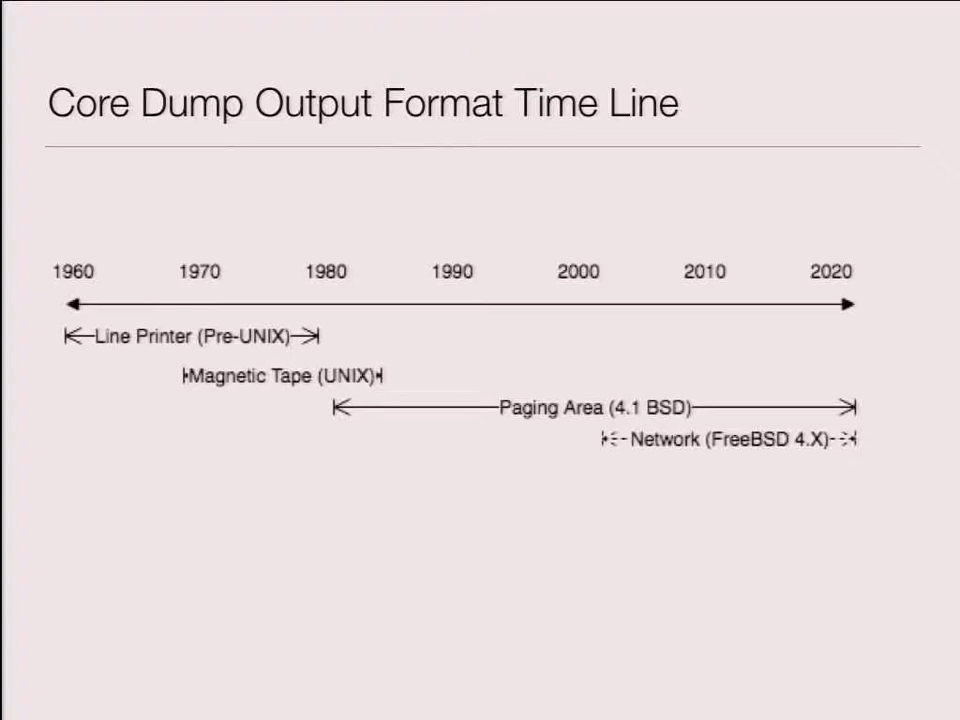 Core Dump Output Format Time Line
1960 1970 1980 1990 2000 2010 2020
Line Printer (Pre-UNIX)
Magnetic Tape (UNIX)
Paging Area (4.1 BSD)
Network (FreeBSD 4.X)